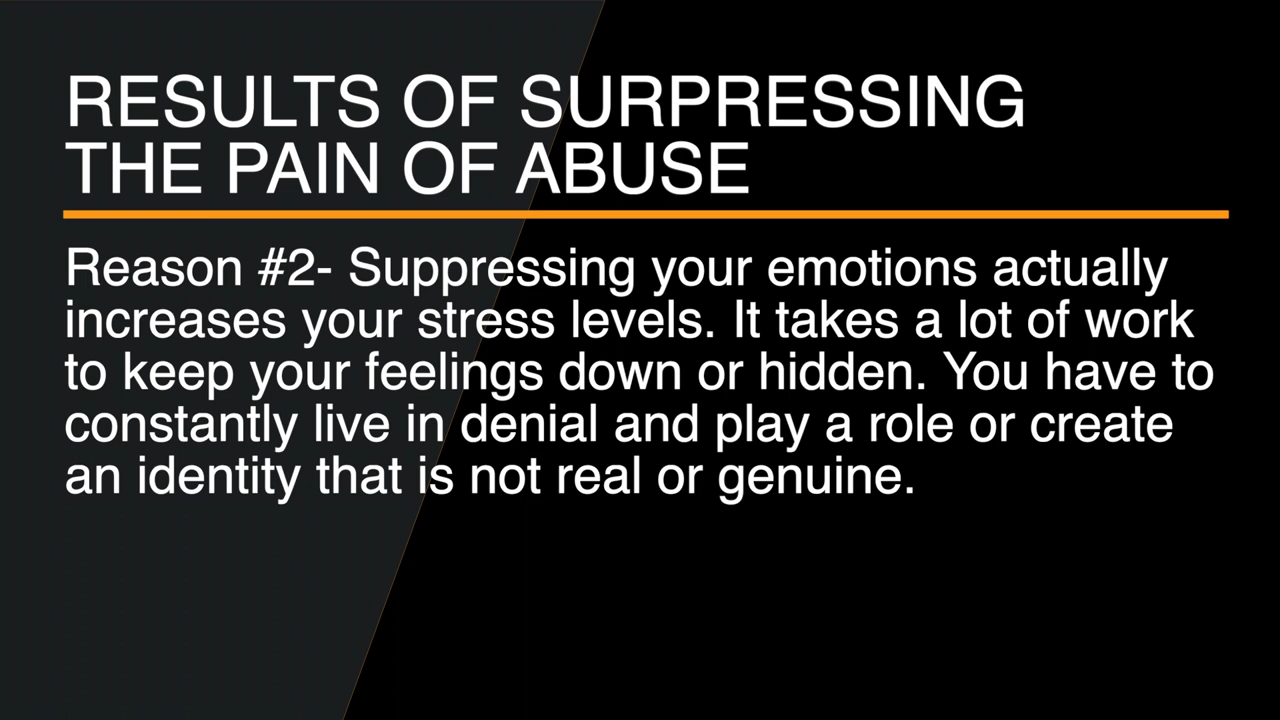 RESULTS OF SURPRESSING
THE PAIN OF ABUSE
Reason #2- Suppressing your emotions actually
increases your stress levels. It takes a lot of work
to keep your feelings down or hidden. You have to
constantly live in denial and play a role or create
an identity that is not real or genuine.